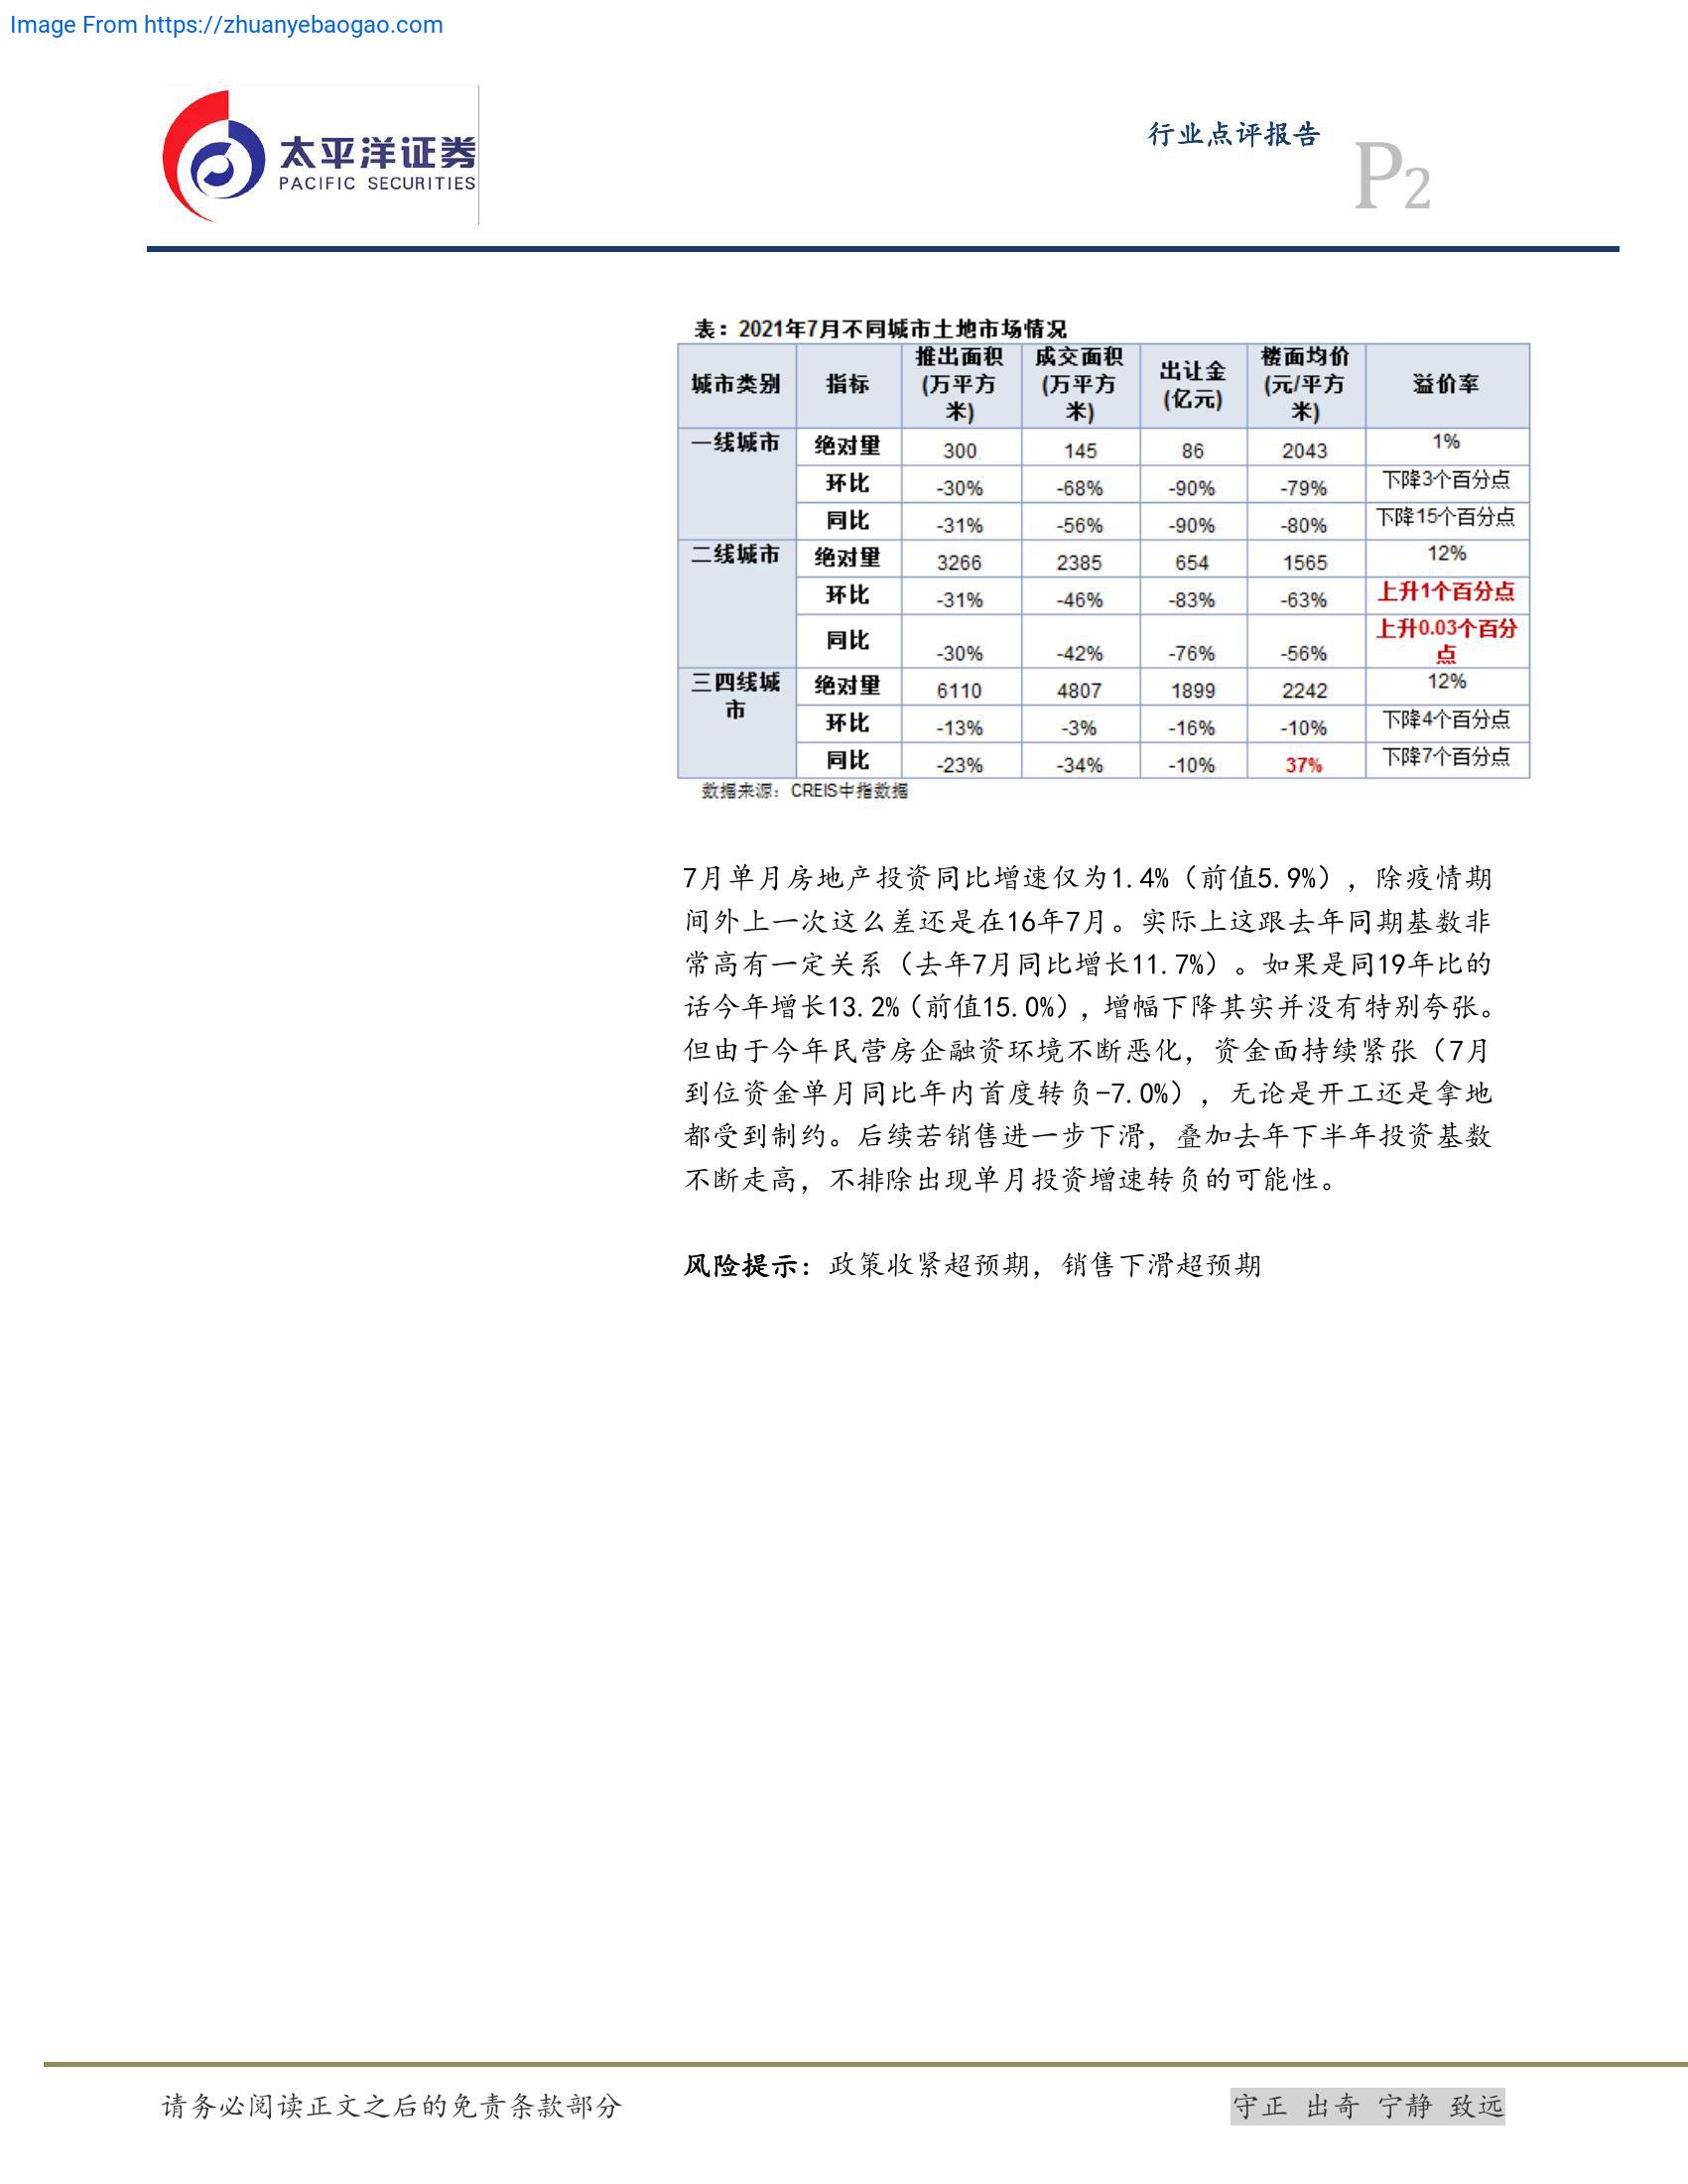 Image From https://zhuanyebaogao.com
太平洋证券
PACIFIC SECURITIES
行业点评报告
P2
表：2021年7月不同城市土地市场情况
城市类别 指标 推出面积(万平方米) 成交面积(万平方米) 出让金(亿元) 楼面均价(元/平方米) 溢价率
一线城市 绝对量 300 145 86 2043 1%
环比 -30% -68% -90% -79% 下降3个百分点
同比 -31% -56% -90% -80% 下降15个百分点
二线城市 绝对量 3266 2385 654 1565 12%
环比 -31% -46% -83% -63% 上升1个百分点
同比 -30% -42% -76% -56% 上升0.03个百分点
三四线城市 绝对量 6110 4807 1899 2242 12%
环比 -13% -3% -16% -10% 下降4个百分点
同比 -23% -34% -10% 37% 下降7个百分点
数据来源：CREIS中指数据
7月单月房地产投资同比增速仅为1.4%（前值5.9%），除疫情期
间外上一次这么差还是在16年7月。实际上这跟去年同期基数非
常高有一定关系（去年7月同比增长11.7%）。如果是同19年比的
话今年增长13.2%（前值15.0%），增幅下降其实并没有特别夸张。
但由于今年民营房企融资环境不断恶化，资金面持续紧张（7月
到位资金单月同比年内首度转负-7.0%），无论是开工还是拿地
都受到制约。后续若销售进一步下滑，叠加去年下半年投资基数
不断走高，不排除出现单月投资增速转负的可能性。
风险提示：政策收紧超预期，销售下滑超预期
请务必阅读正文之后的免责条款部分
守正 出奇 宁静 致远